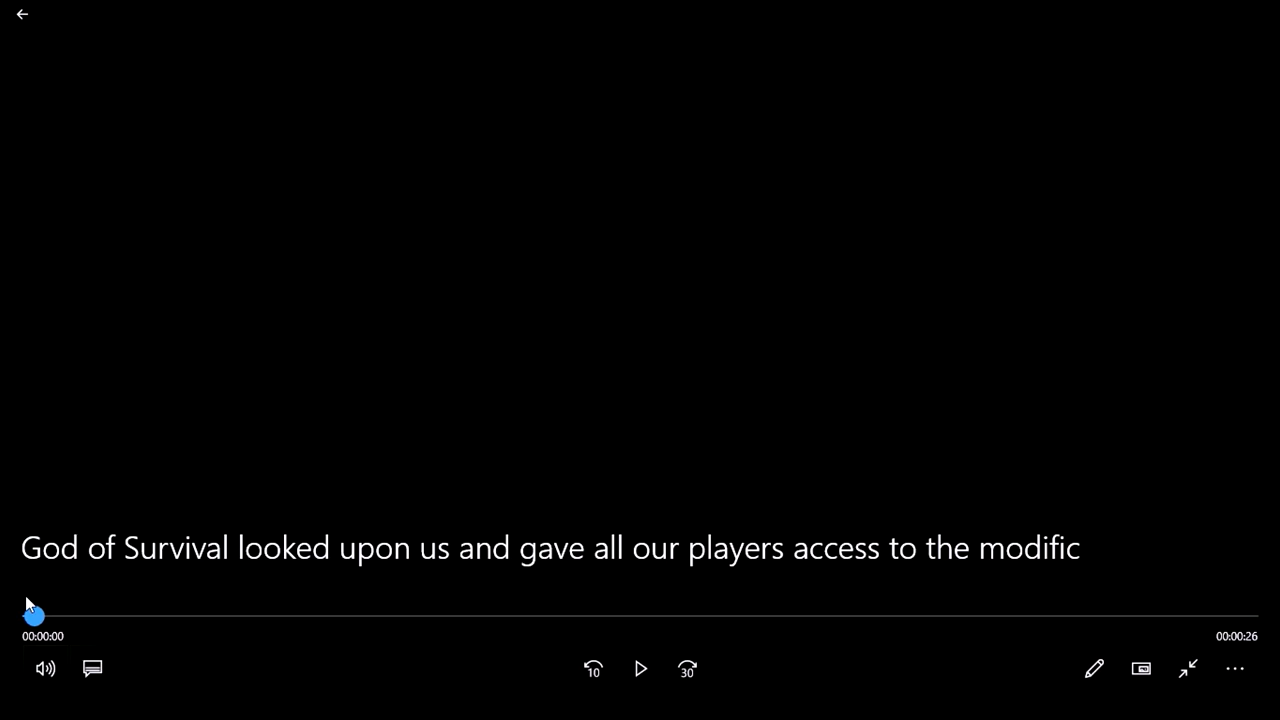 God of Survival looked upon us and gave all our players access to the modific
00:00:00
00:00:26
10
30